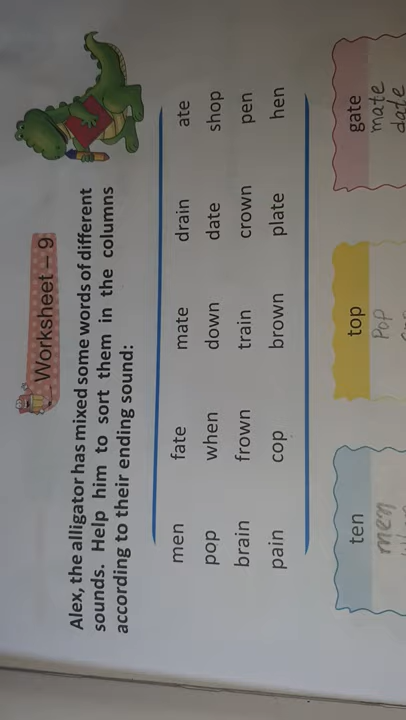 Worksheet – 9
Alex, the alligator has mixed some words of different
sounds. Help him to sort them in the columns
according to their ending sound:
men fate mate drain ate
pop when down date shop
brain frown train crown pen
pain cop brown plate hen
ten top gate
men pop mate
date